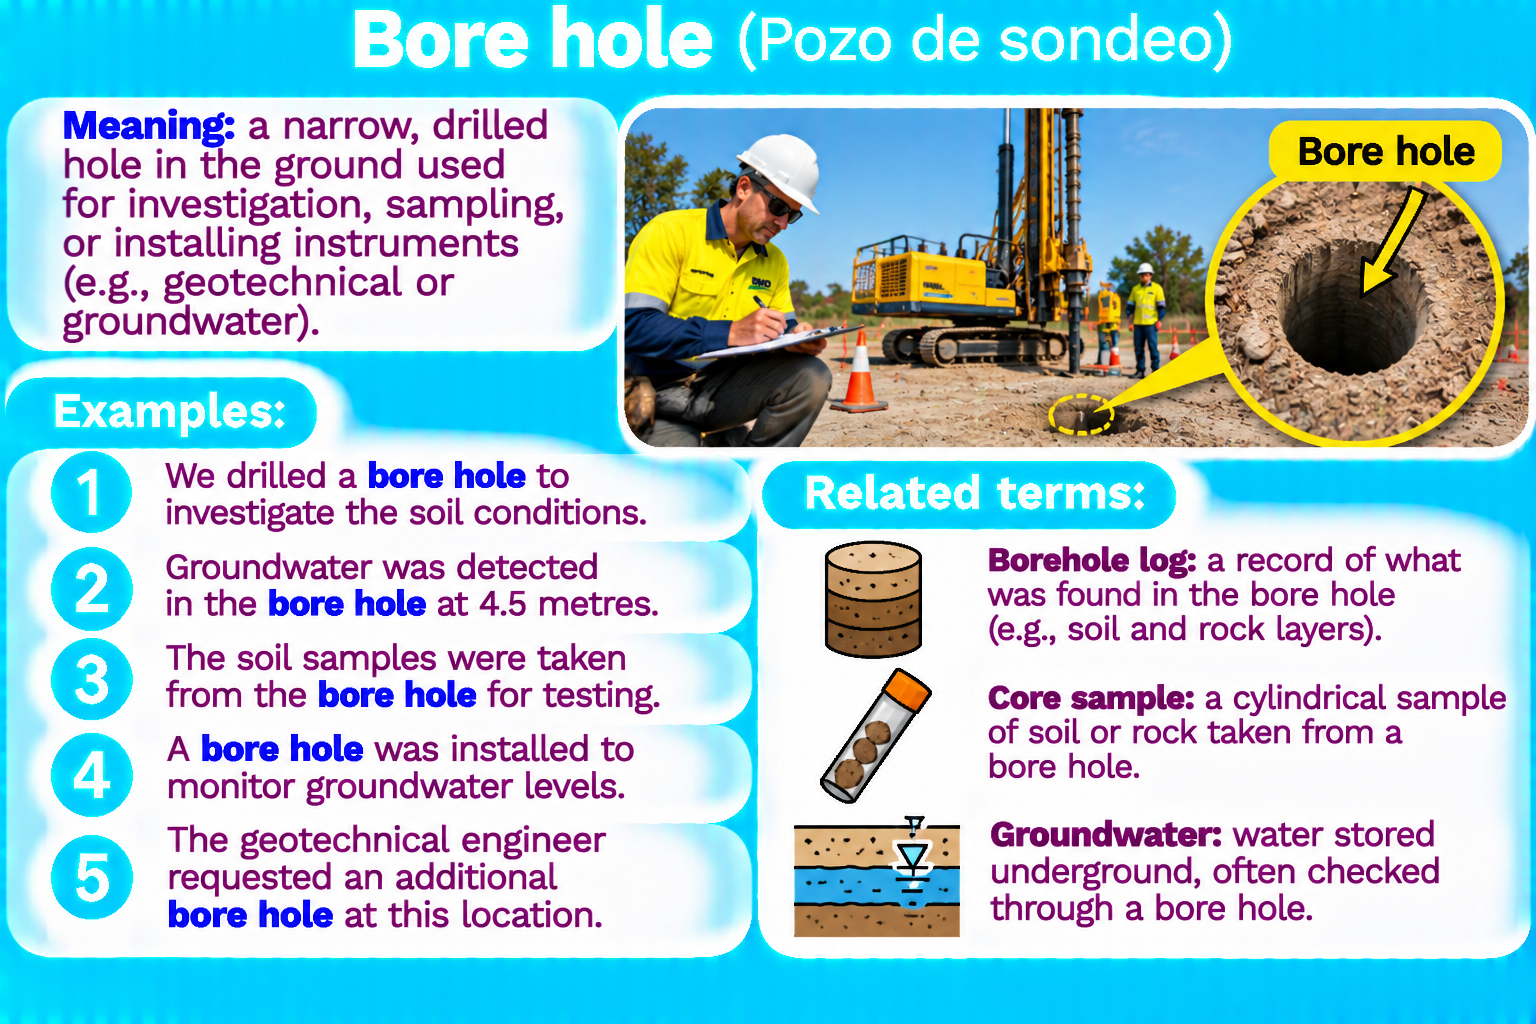 Bore hole (Pozo de sondeo)
Meaning: a narrow, drilled
hole in the ground used
for investigation, sampling,
or installing instruments
(e.g., geotechnical or
groundwater).
Bore hole
Examples:
1
We drilled a bore hole to
investigate the soil conditions.
2
Groundwater was detected
in the bore hole at 4.5 metres.
3
The soil samples were taken
from the bore hole for testing.
4
A bore hole was installed to
monitor groundwater levels.
5
The geotechnical engineer
requested an additional
bore hole at this location.
Related terms:
Borehole log: a record of what
was found in the bore hole
(e.g., soil and rock layers).
Core sample: a cylindrical sample
of soil or rock taken from a
bore hole.
Groundwater: water stored
underground, often checked
through a bore hole.